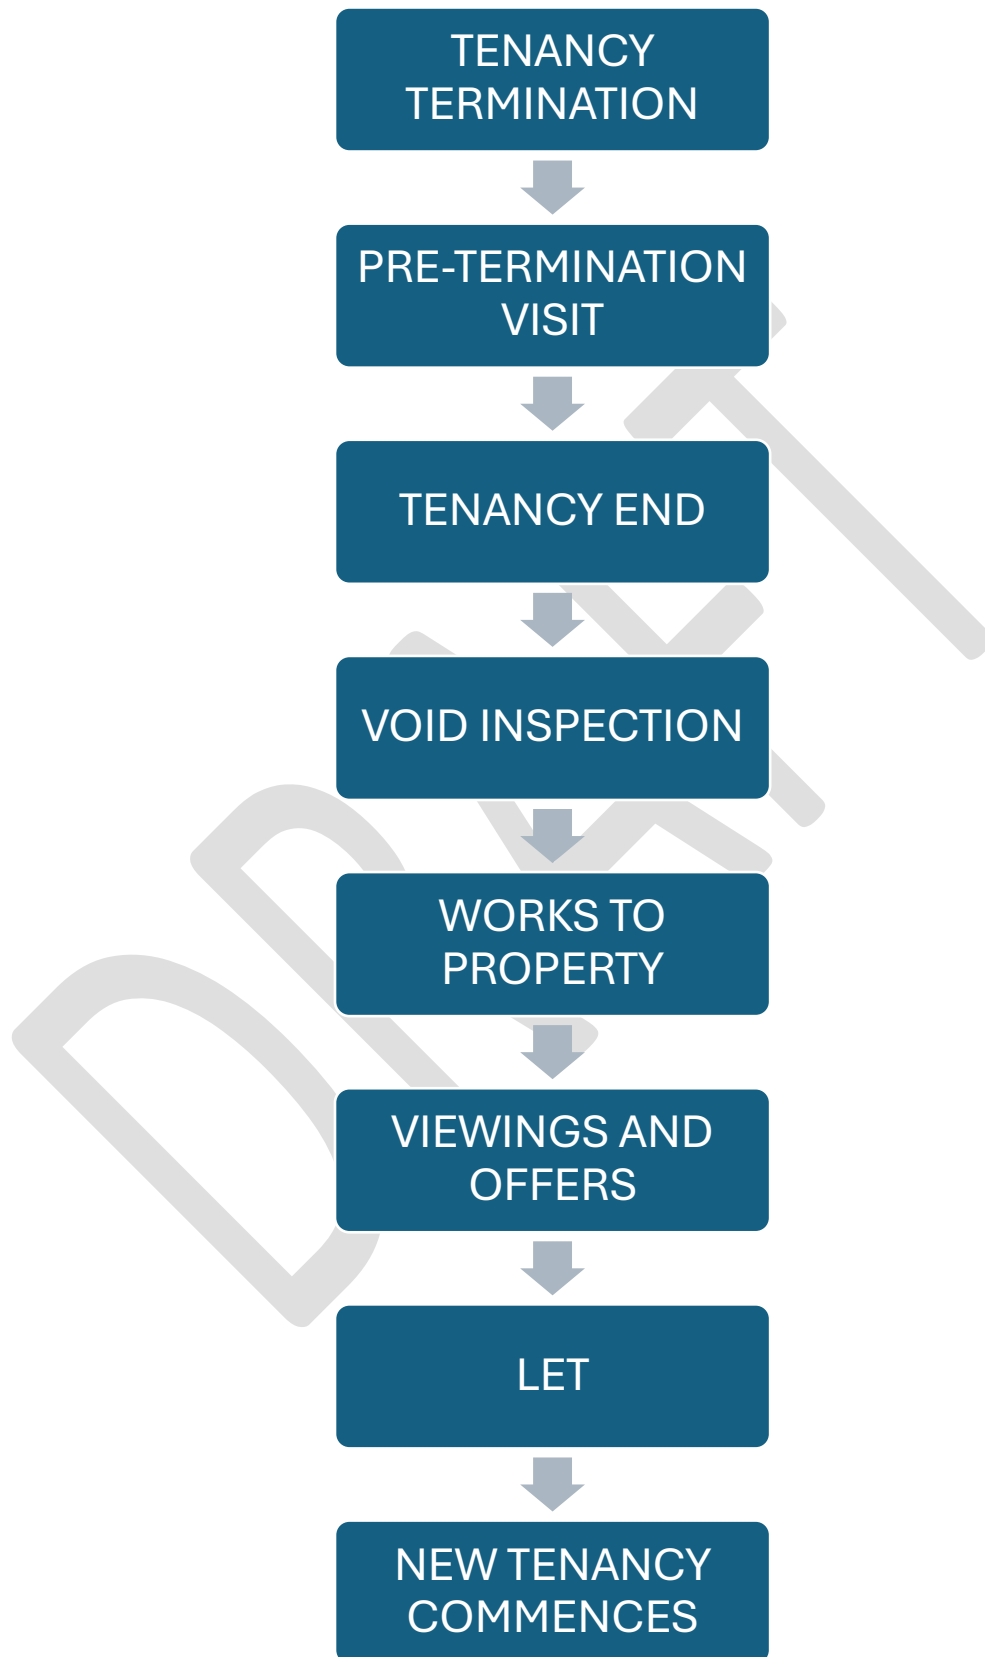 TENANCY
TERMINATION
PRE-TERMINATION
VISIT
TENANCY END
VOID INSPECTION
WORKS TO
PROPERTY
VIEWINGS AND
OFFERS
LET
NEW TENANCY
COMMENCES
DRAFT